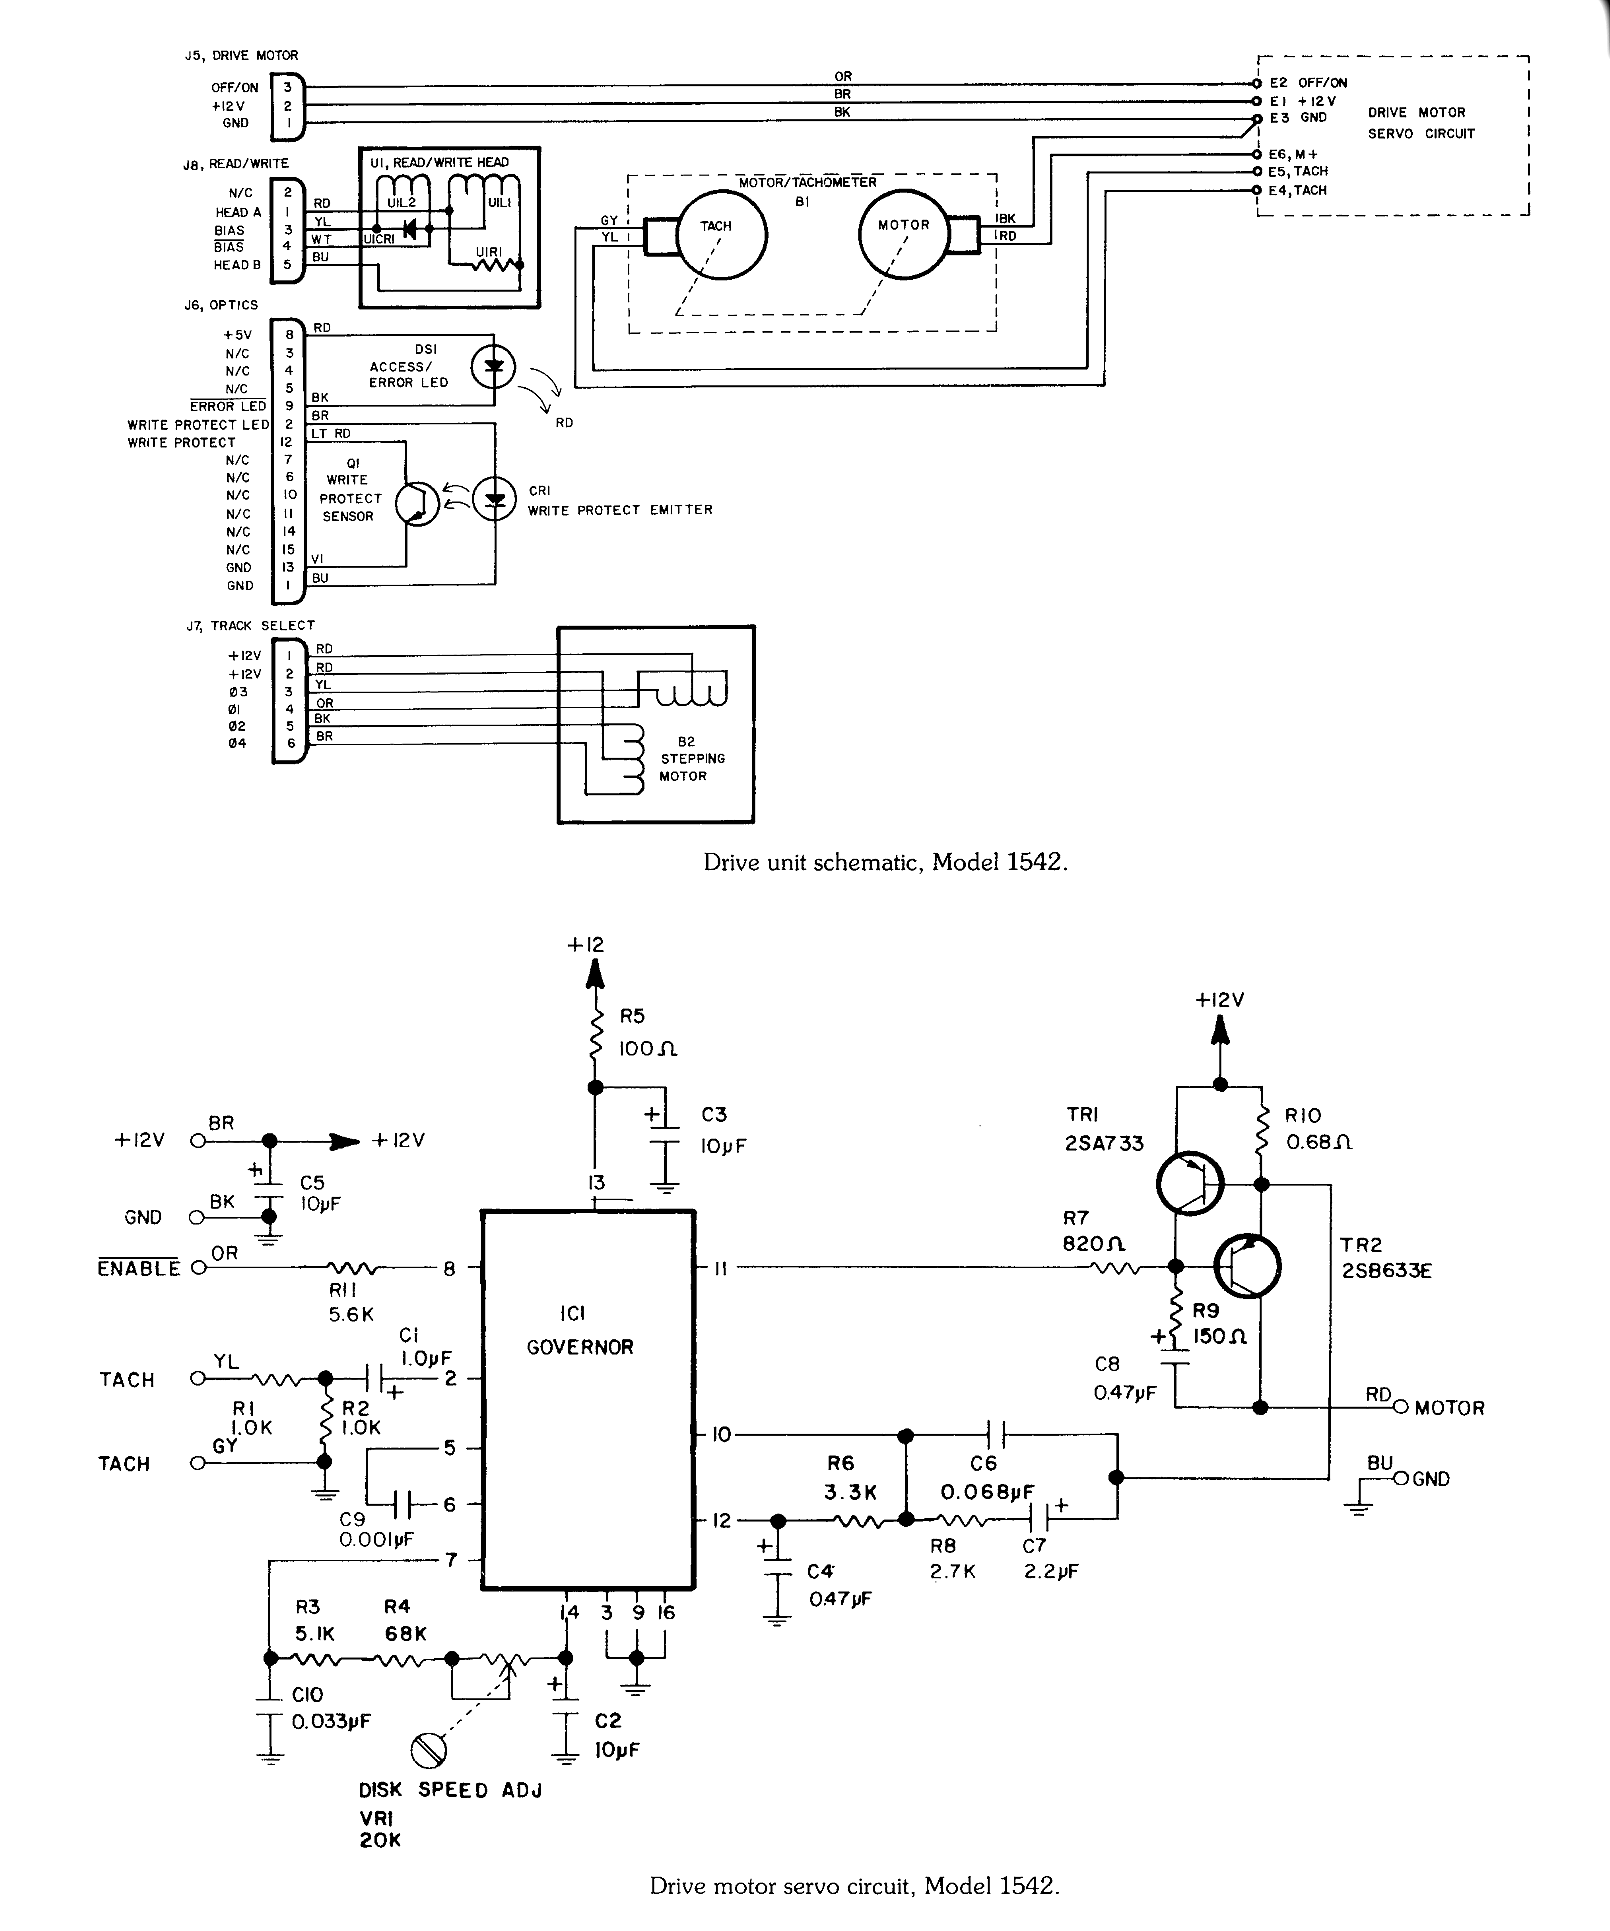 J5, DRIVE MOTOR
OFF/ON 3 OR E2 OFF/ON
+12V 2 BR E1 +12V
GND 1 BK E3 GND
DRIVE MOTOR
SERVO CIRCUIT
E6, M+
E5, TACH
E4, TACH
J8, READ/WRITE
N/C 2
HEAD A 1 RD
BIAS 3 YL
BIAS 4 WT
HEAD B 5 BU
U1, READ/WRITE HEAD
U1L2 U1L1
U1CR1
U1R1
MOTOR/TACHOMETER
B1
GY TACH MOTOR BK
YL RD
J6, OPTICS
+5V 8 RD
N/C 3
N/C 4
N/C 5
ERROR LED 9 BK
WRITE PROTECT LED 2 BR
WRITE PROTECT 12 LT RD
N/C 7
N/C 6
N/C 10
N/C 11
N/C 14
N/C 15
GND 13 VI
GND 1 BU
DS1
ACCESS/
ERROR LED
RD
Q1
WRITE
PROTECT
SENSOR
CR1
WRITE PROTECT EMITTER
J7, TRACK SELECT
+12V 1 RD
+12V 2 RD
Ø3 3 YL
Ø1 4 OR
Ø2 5 BK
Ø4 6 BR
B2
STEPPING
MOTOR
Drive unit schematic, Model 1542.
+12
R5
100Ω
+ C3
10µF
13
+12V
TR1
2SA733
R10
0.68Ω
+12V BR +12V
+ C5
10µF
GND BK
ENABLE OR 8
R11
5.6K
C1
1.0µF
TACH YL + 2
R1
1.0K
R2
1.0K
TACH GY
5
6
C9
0.001µF
7
IC1
GOVERNOR
11
R7
820Ω
TR2
2SB633E
R9
+ 150Ω
C8
0.47µF
RD MOTOR
BU GND
10
R6
3.3K
C6
0.068µF
12
+ C4
0.47µF
R8
2.7K
C7 +
2.2µF
14 3 9 16
R3
5.1K
R4
68K
C10
0.033µF
+ C2
10µF
DISK SPEED ADJ
VR1
20K
Drive motor servo circuit, Model 1542.